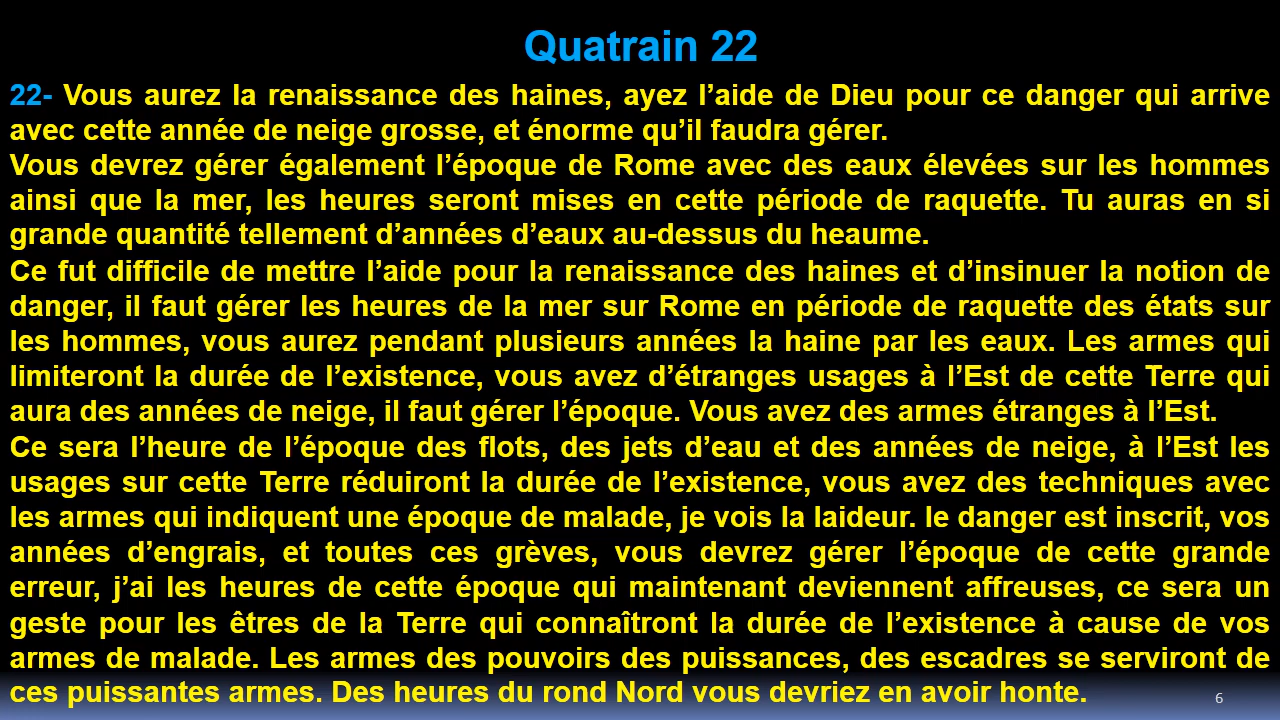 Quatrain 22
22- Vous aurez la renaissance des haines, ayez l’aide de Dieu pour ce danger qui arrive
avec cette année de neige grosse, et énorme qu’il faudra gérer.
Vous devrez gérer également l’époque de Rome avec des eaux élevées sur les hommes
ainsi que la mer, les heures seront mises en cette période de raquette. Tu auras en si
grande quantité tellement d’années d’eaux au-dessus du heaume.
Ce fut difficile de mettre l’aide pour la renaissance des haines et d’insinuer la notion de
danger, il faut gérer les heures de la mer sur Rome en période de raquette des états sur
les hommes, vous aurez pendant plusieurs années la haine par les eaux. Les armes qui
limiteront la durée de l’existence, vous avez d’étranges usages à l’Est de cette Terre qui
aura des années de neige, il faut gérer l’époque. Vous avez des armes étranges à l’Est.
Ce sera l’heure de l’époque des flots, des jets d’eau et des années de neige, à l’Est les
usages sur cette Terre réduiront la durée de l’existence, vous avez des techniques avec
les armes qui indiquent une époque de malade, je vois la laideur. le danger est inscrit, vos
années d’engrais, et toutes ces grèves, vous devrez gérer l’époque de cette grande
erreur, j’ai les heures de cette époque qui maintenant deviennent affreuses, ce sera un
geste pour les êtres de la Terre qui connaîtront la durée de l’existence à cause de vos
armes de malade. Les armes des pouvoirs des puissances, des escadres se serviront de
ces puissantes armes. Des heures du rond Nord vous devriez en avoir honte.
6